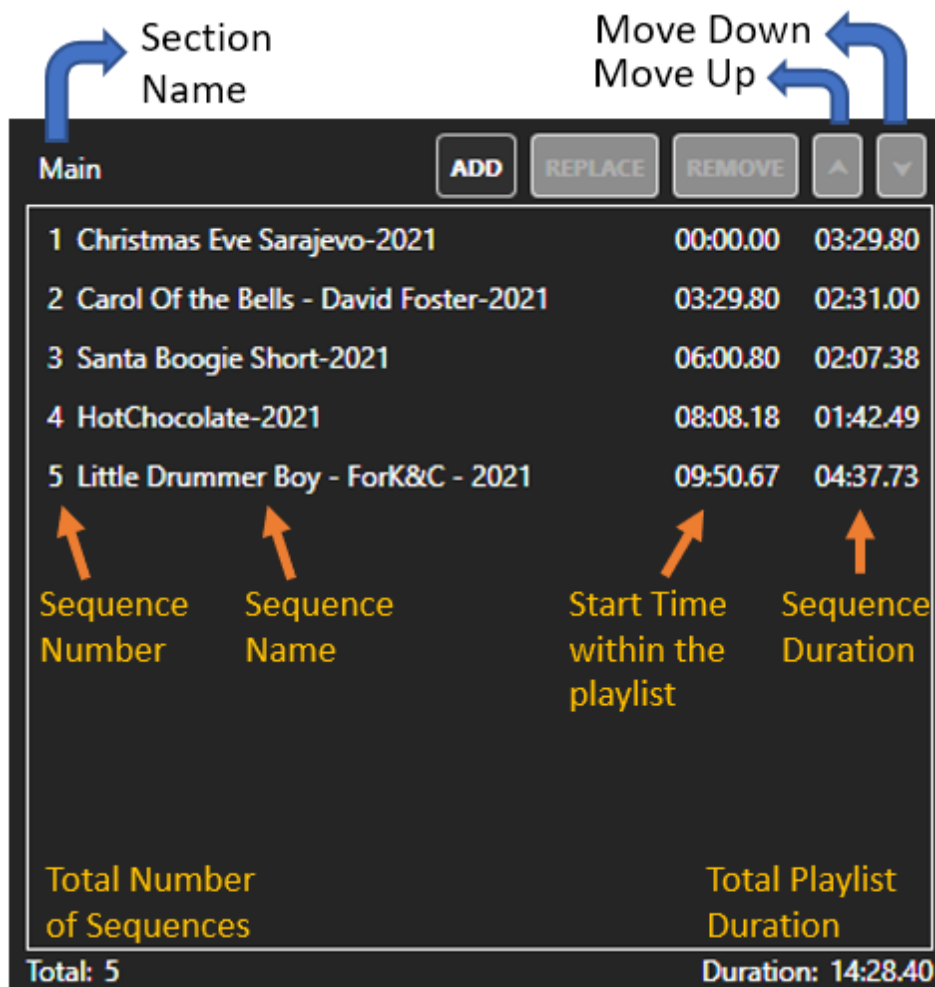 Section
Name
Move Down
Move Up
Main ADD REPLACE REMOVE
1 Christmas Eve Sarajevo-2021 00:00.00 03:29.80
2 Carol Of the Bells - David Foster-2021 03:29.80 02:31.00
3 Santa Boogie Short-2021 06:00.80 02:07.38
4 HotChocolate-2021 08:08.18 01:42.49
5 Little Drummer Boy - ForK&C - 2021 09:50.67 04:37.73
Sequence
Number
Sequence
Name
Start Time
within the
playlist
Sequence
Duration
Total Number
of Sequences
Total Playlist
Duration
Total: 5 Duration: 14:28.40